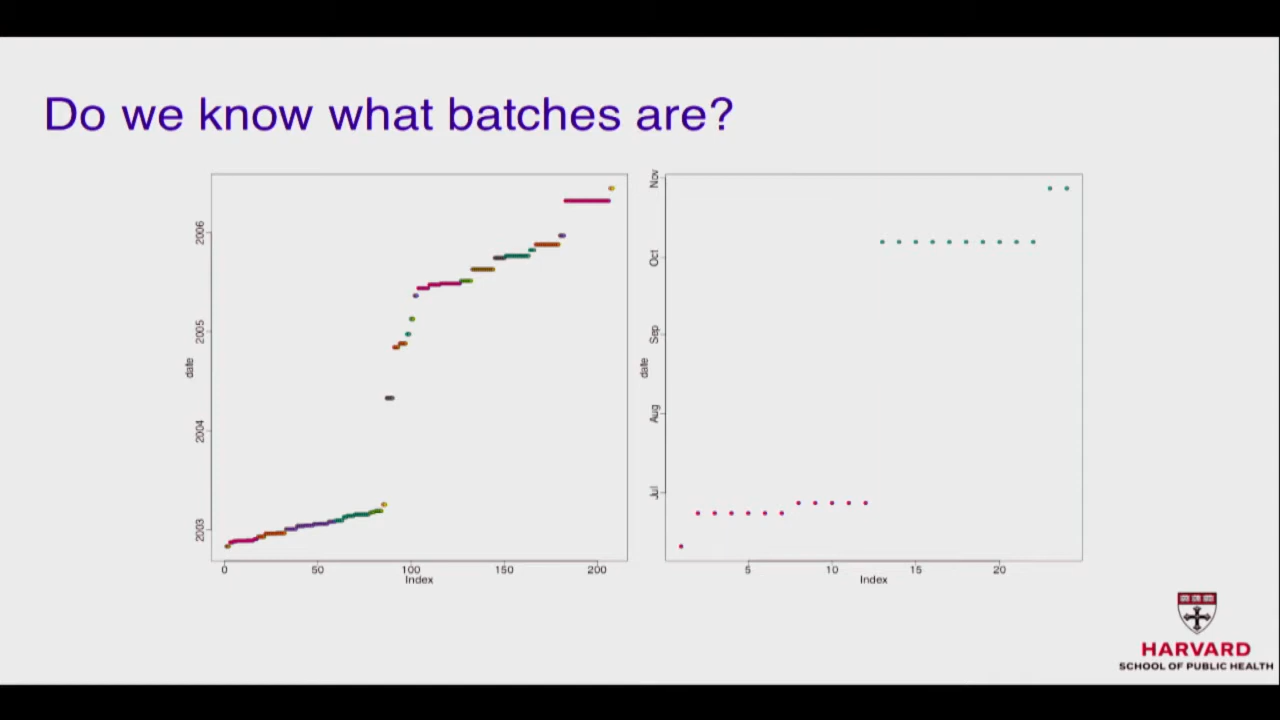 Do we know what batches are?
2006
2005
2004
2003
date
0 50 100 150 200
Index
Nov
Oct
Sep
Aug
Jul
date
5 10 15 20
Index
HARVARD
SCHOOL OF PUBLIC HEALTH